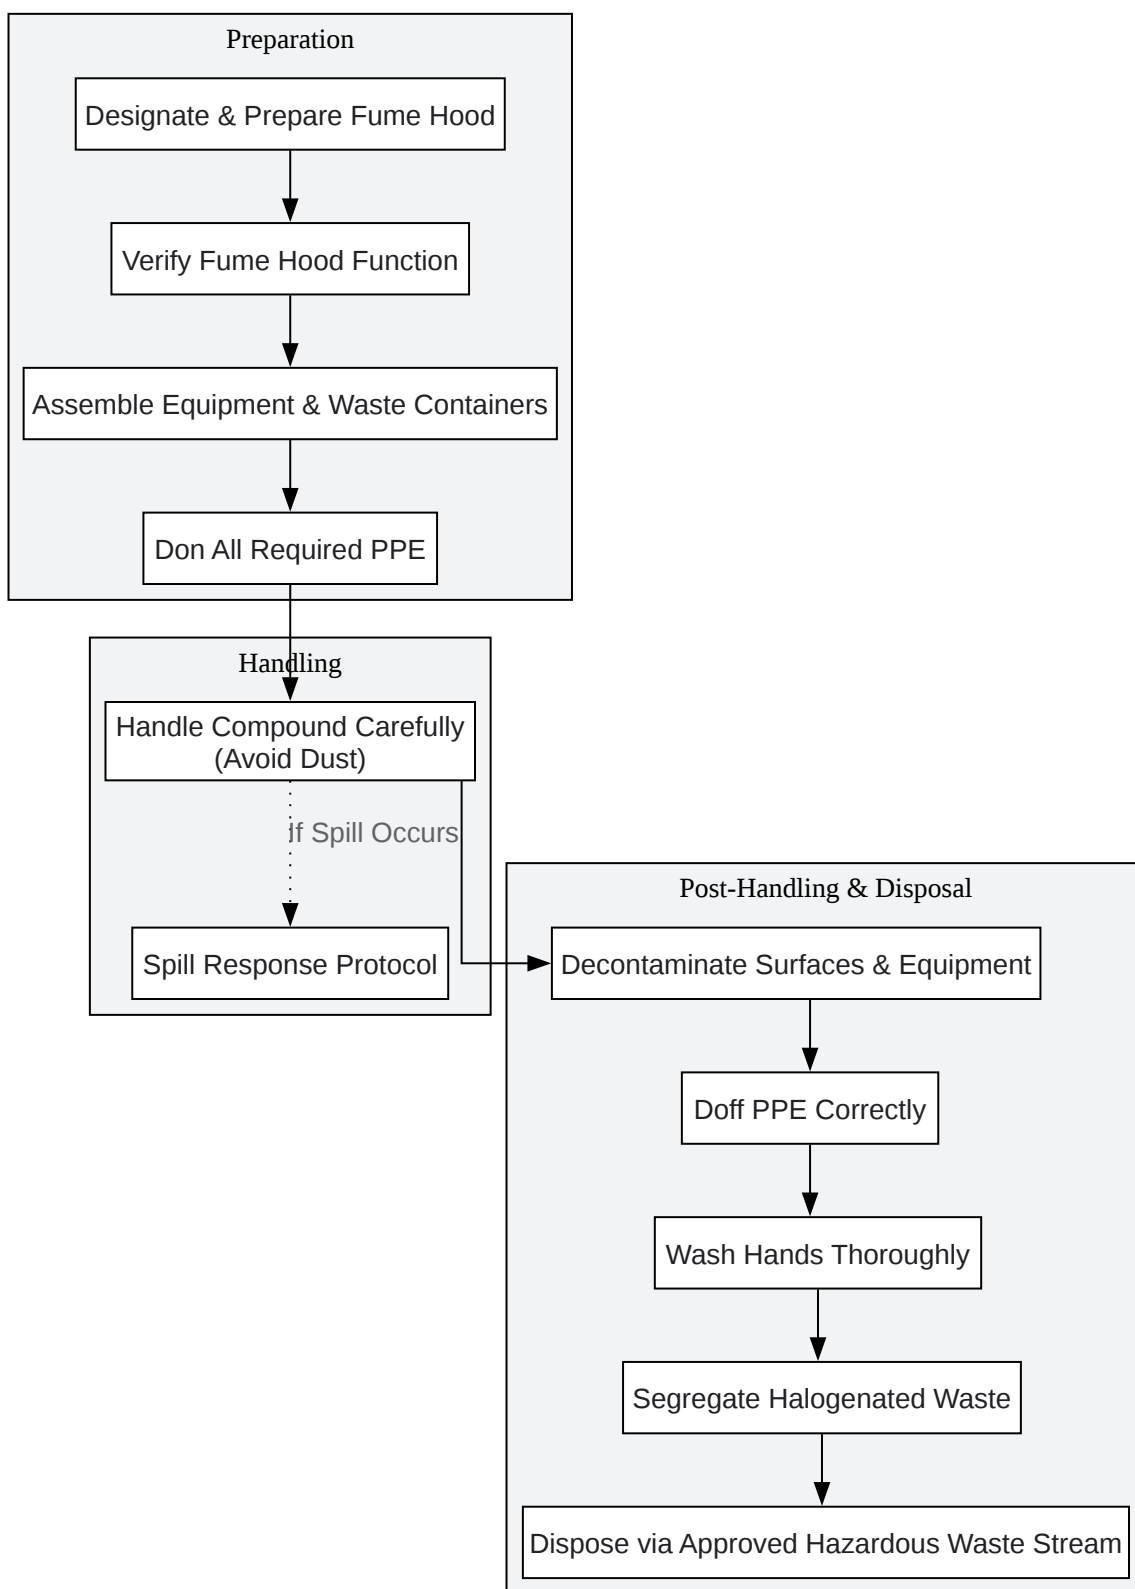 Preparation
Designate & Prepare Fume Hood
Verify Fume Hood Function
Assemble Equipment & Waste Containers
Don All Required PPE
Handling
Handle Compound Carefully
(Avoid Dust)
If Spill Occurs
Spill Response Protocol
Post-Handling & Disposal
Decontaminate Surfaces & Equipment
Doff PPE Correctly
Wash Hands Thoroughly
Segregate Halogenated Waste
Dispose via Approved Hazardous Waste Stream